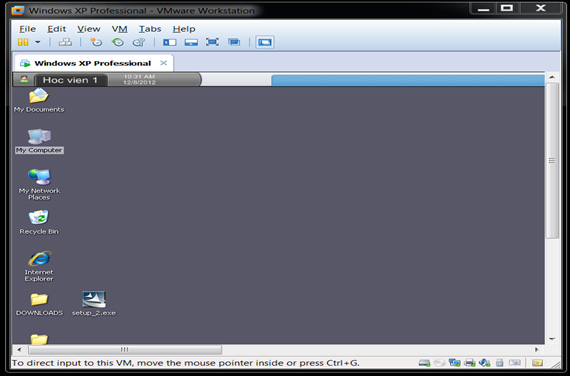 Windows XP Professional - VMware Workstation
File Edit View VM Tabs Help
Windows XP Professional
Hoc vien 1
10:31 AM
12/8/2012
My Documents
My Computer
My Network
Places
Recycle Bin
Internet
Explorer
DOWNLOADS
setup_2.exe
To direct input to this VM, move the mouse pointer inside or press Ctrl+G.